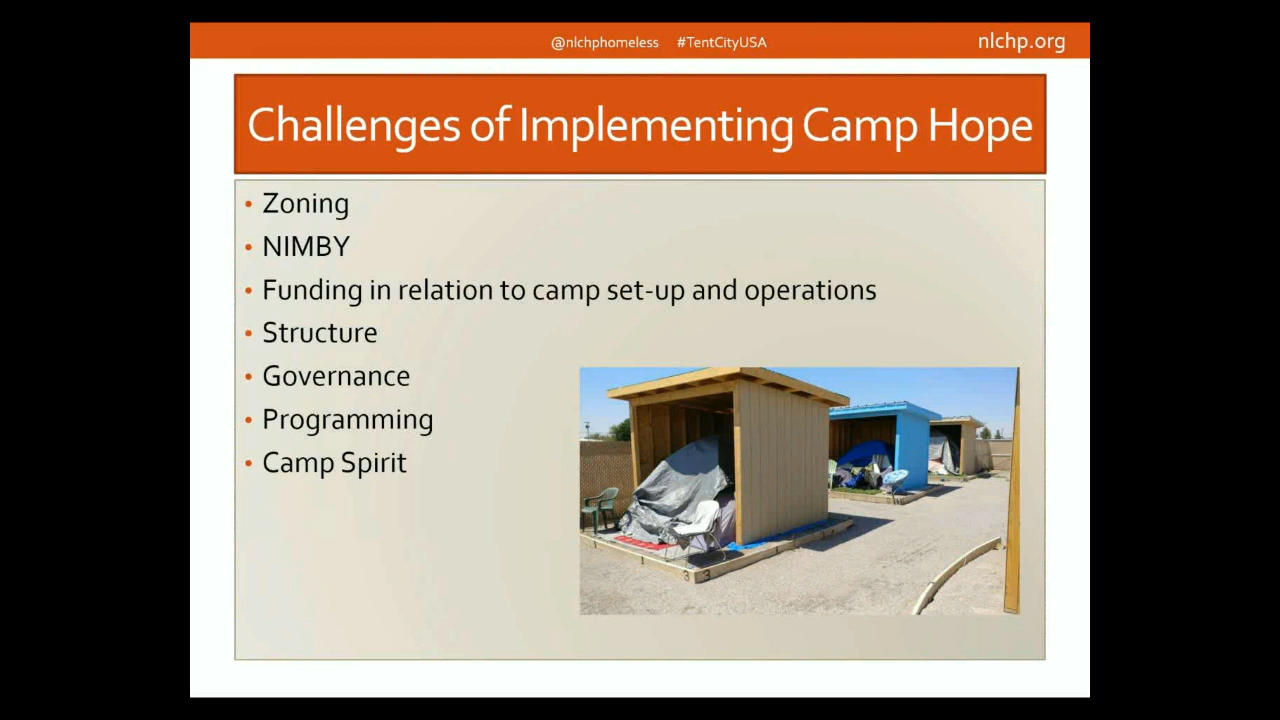 @nlchphomeless #TentCityUSA nlchp.org
Challenges of Implementing Camp Hope
• Zoning
• NIMBY
• Funding in relation to camp set-up and operations
• Structure
• Governance
• Programming
• Camp Spirit